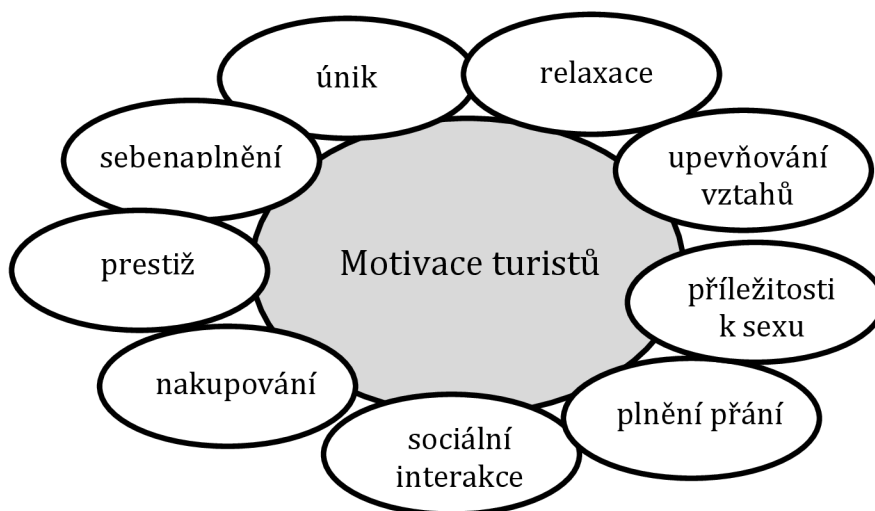 únik
relaxace
sebenaplnění
upevňování
vztahů
prestiž
Motivace turistů
příležitosti
k sexu
nakupování
plnění přání
sociální
interakce